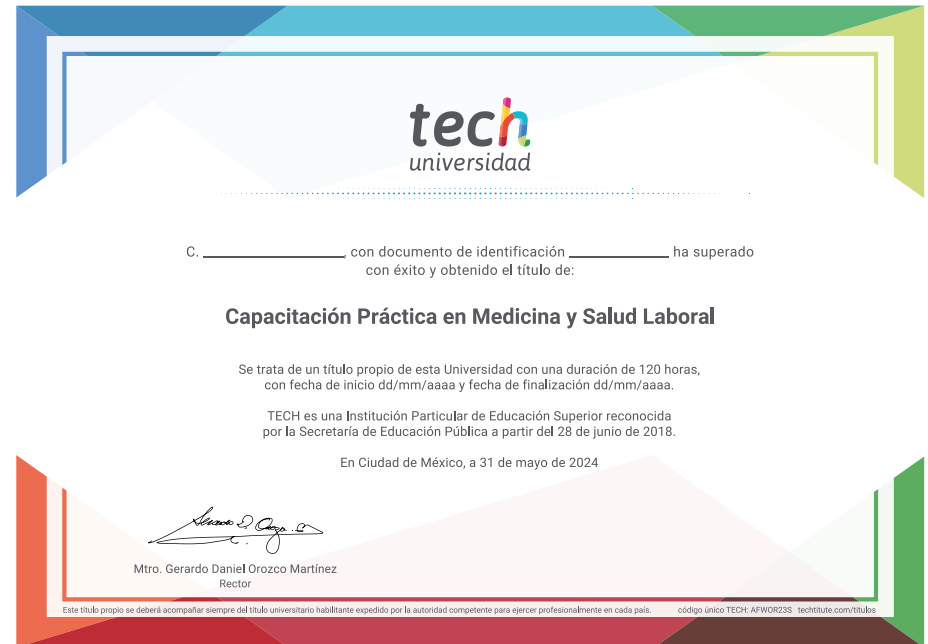 tech
universidad
C. ____________, con documento de identificación __________ ha superado
con éxito y obtenido el título de:
Capacitación Práctica en Medicina y Salud Laboral
Se trata de un título propio de esta Universidad con una duración de 120 horas,
con fecha de inicio dd/mm/aaaa y fecha de finalización dd/mm/aaaa.
TECH es una Institución Particular de Educación Superior reconocida
por la Secretaría de Educación Pública a partir del 28 de junio de 2018.
En Ciudad de México, a 31 de mayo de 2024
Mtro. Gerardo Daniel Orozco Martínez
Rector
Este título propio se deberá acompañar siempre del título universitario habilitante expedido por la autoridad competente para ejercer profesionalmente en cada país. código único TECH: AFWOR23S techtitute.com/titulos